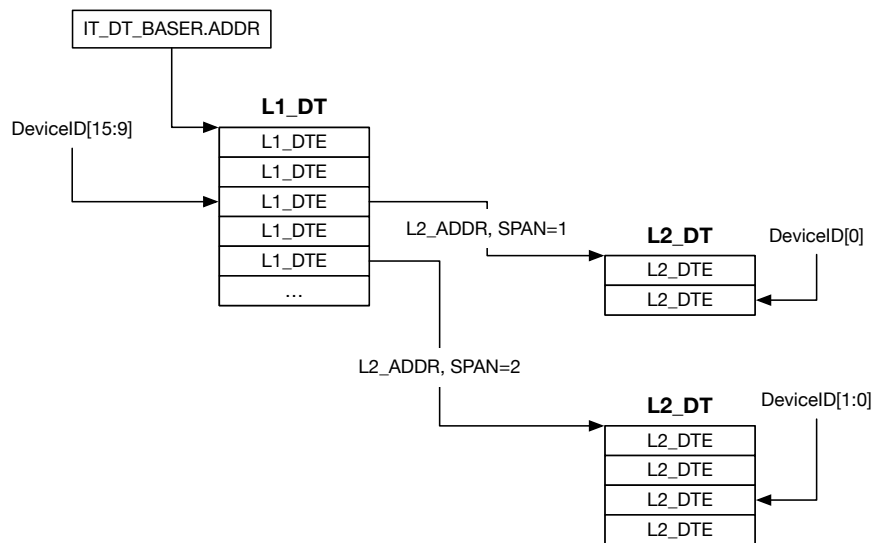 IT_DT_BASER.ADDR
L1_DT
DeviceID[15:9]
L1_DTE
L1_DTE
L1_DTE
L1_DTE
L1_DTE
...
L2_ADDR, SPAN=1
L2_DT
DeviceID[0]
L2_DTE
L2_DTE
L2_ADDR, SPAN=2
L2_DT
DeviceID[1:0]
L2_DTE
L2_DTE
L2_DTE
L2_DTE